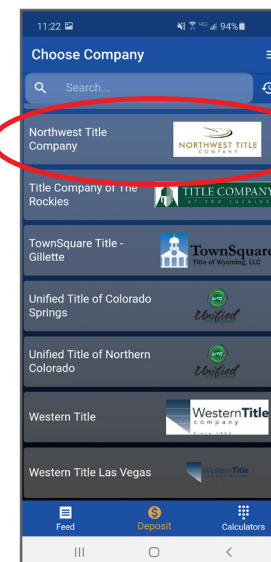 11:22 94%
Choose Company
Search...
Northwest Title
Company
NORTHWEST TITLE
COMPANY
Title Company of The
Rockies
TITLE COMPANY
of the rockies
TownSquare Title -
Gillette
TownSquare
Title of Wyoming, LLC
Unified Title of Colorado
Springs
UTC
Unified
Unified Title of Northern
Colorado
UTC
Unified
Western Title
WesternTitle
company
Since 1902
Western Title Las Vegas
WesternTitle
Feed Deposit Calculators